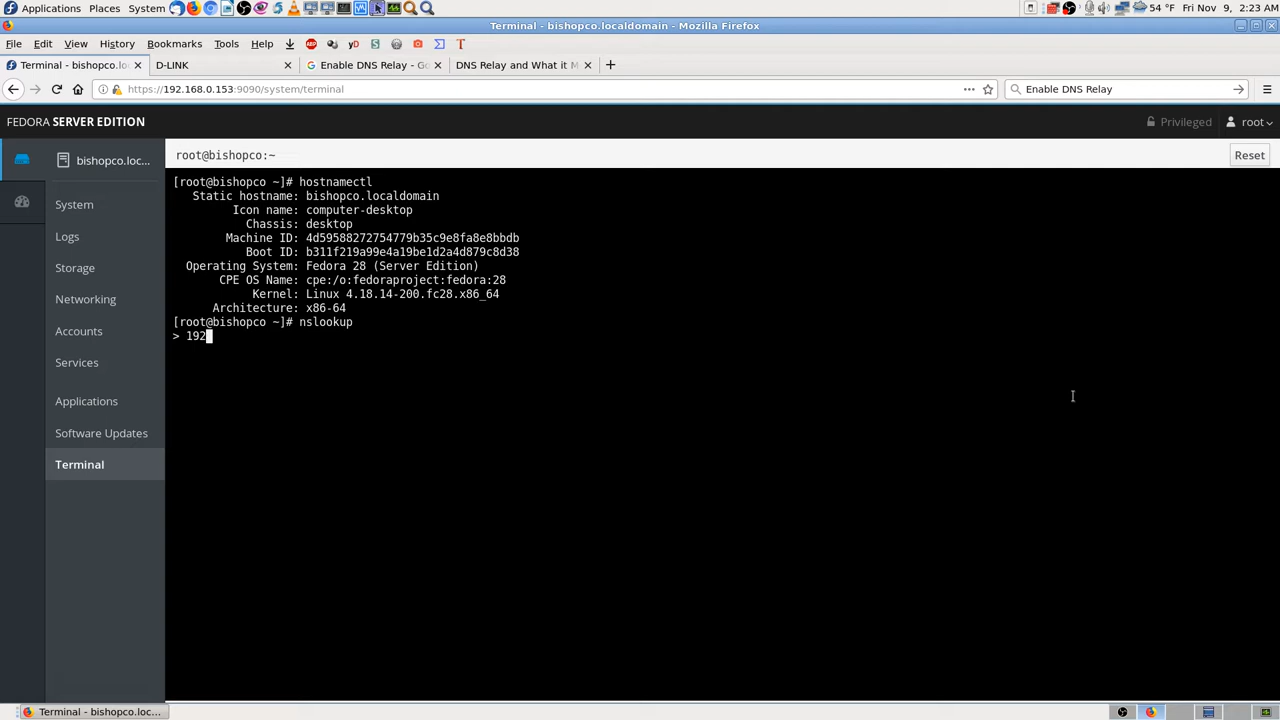 Applications Places System 54 °F Fri Nov 9, 2:23 AM
Terminal - bishopco.localdomain - Mozilla Firefox
File Edit View History Bookmarks Tools Help ABP yD S T
Terminal - bishopco.lo × D-LINK × Enable DNS Relay - Go × DNS Relay and What it M × +
https://192.168.0.153:9090/system/terminal ••• Enable DNS Relay
FEDORA SERVER EDITION Privileged root
bishopco.loc... root@bishopco:~ Reset
System
Logs
Storage
Networking
Accounts
Services
Applications
Software Updates
Terminal
[root@bishopco ~]# hostnamectl
Static hostname: bishopco.localdomain
Icon name: computer-desktop
Chassis: desktop
Machine ID: 4d59588272754779b35c9e8fa8e8bbdb
Boot ID: b311f219a99e4a19be1d2a4d879c8d38
Operating System: Fedora 28 (Server Edition)
CPE OS Name: cpe:/o:fedoraproject:fedora:28
Kernel: Linux 4.18.14-200.fc28.x86_64
Architecture: x86-64
[root@bishopco ~]# nslookup
> 192
Terminal - bishopco.loc...